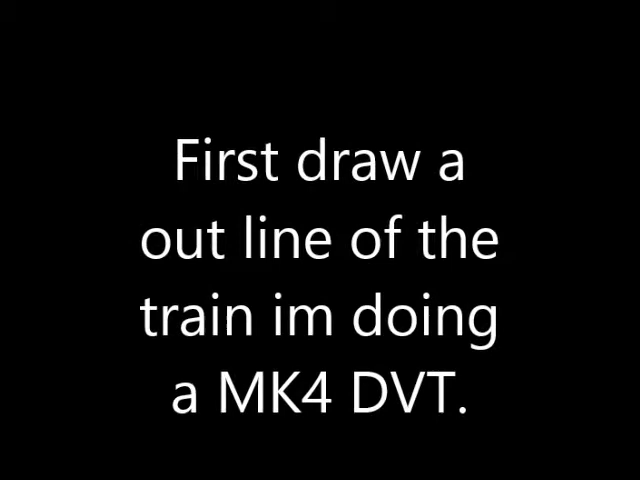 First draw a
out line of the
train im doing
a MK4 DVT.